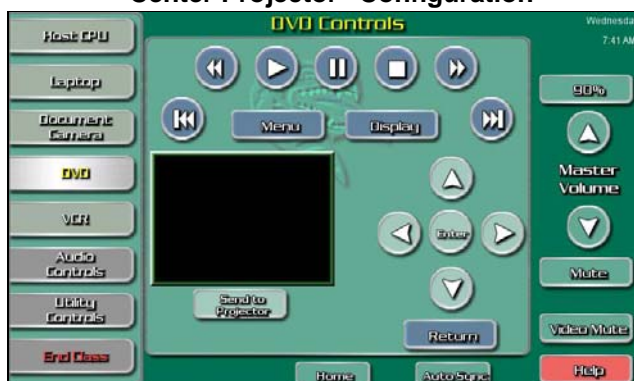 Center Projector - Configuration
DVD Controls
Wednesda
7:41 AM
Host CPU
Laptop
Document
Camera
DVD
VCR
Audio
Controls
Utility
Controls
End Class
Menu
Display
Enter
Send to
Projector
Return
Home
Auto Sync
90%
Master
Volume
Mute
Video Mute
Help